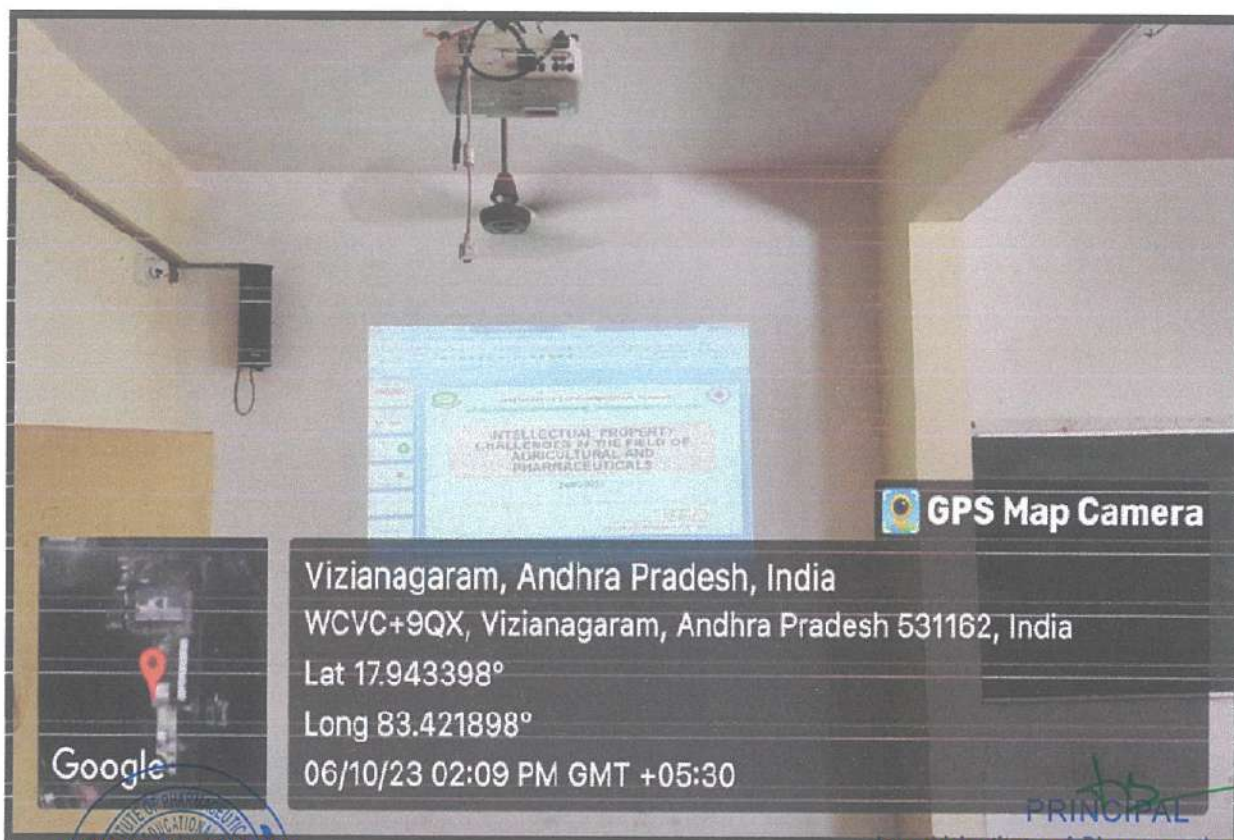 INTELLECTUAL PROPERTY
CHALLENGES IN THE FIELD OF
AGRICULTURAL AND
PHARMACEUTICALS
GPS Map Camera
Vizianagaram, Andhra Pradesh, India
WCVC+9QX, Vizianagaram, Andhra Pradesh 531162, India
Lat 17.943398°
Long 83.421898°
06/10/23 02:09 PM GMT +05:30
Google
PRINCIPAL